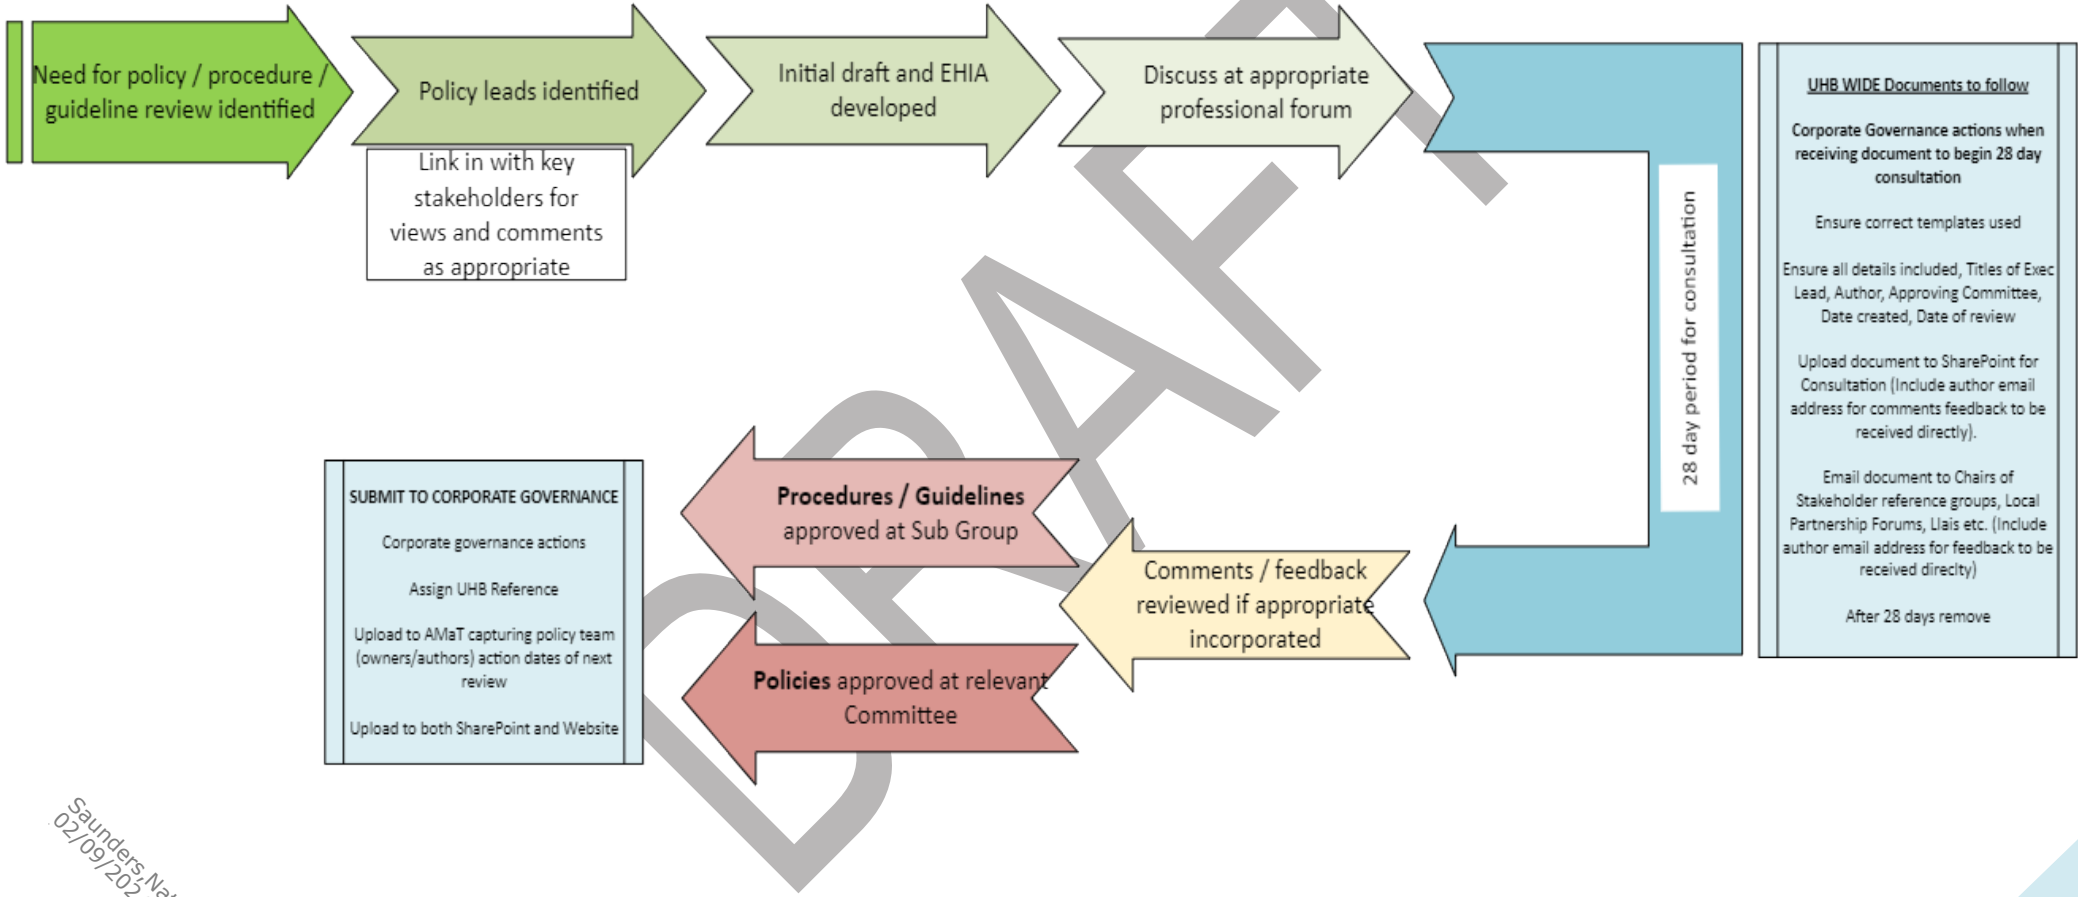 Need for policy / procedure /
guideline review identified
Policy leads identified
Link in with key
stakeholders for
views and comments
as appropriate
Initial draft and EHIA
developed
Discuss at appropriate
professional forum
28 day period for consultation
UHB WIDE Documents to follow
Corporate Governance actions when
receiving document to begin 28 day
consultation
Ensure correct templates used
Ensure all details included, Titles of Exec
Lead, Author, Approving Committee,
Date created, Date of review
Upload document to SharePoint for
Consultation (Include author email
address for comments feedback to be
received directly).
Email document to Chairs of
Stakeholder reference groups, Local
Partnership Forums, Llais etc. (Include
author email address for feedback to be
received direclty)
After 28 days remove
Comments / feedback
reviewed if appropriate
incorporated
Procedures / Guidelines
approved at Sub Group
Policies approved at relevant
Committee
SUBMIT TO CORPORATE GOVERNANCE
Corporate governance actions
Assign UHB Reference
Upload to AMaT capturing policy team
(owners/authors) action dates of next
review
Upload to both SharePoint and Website
DRAFT
Saunders,
02/09/202